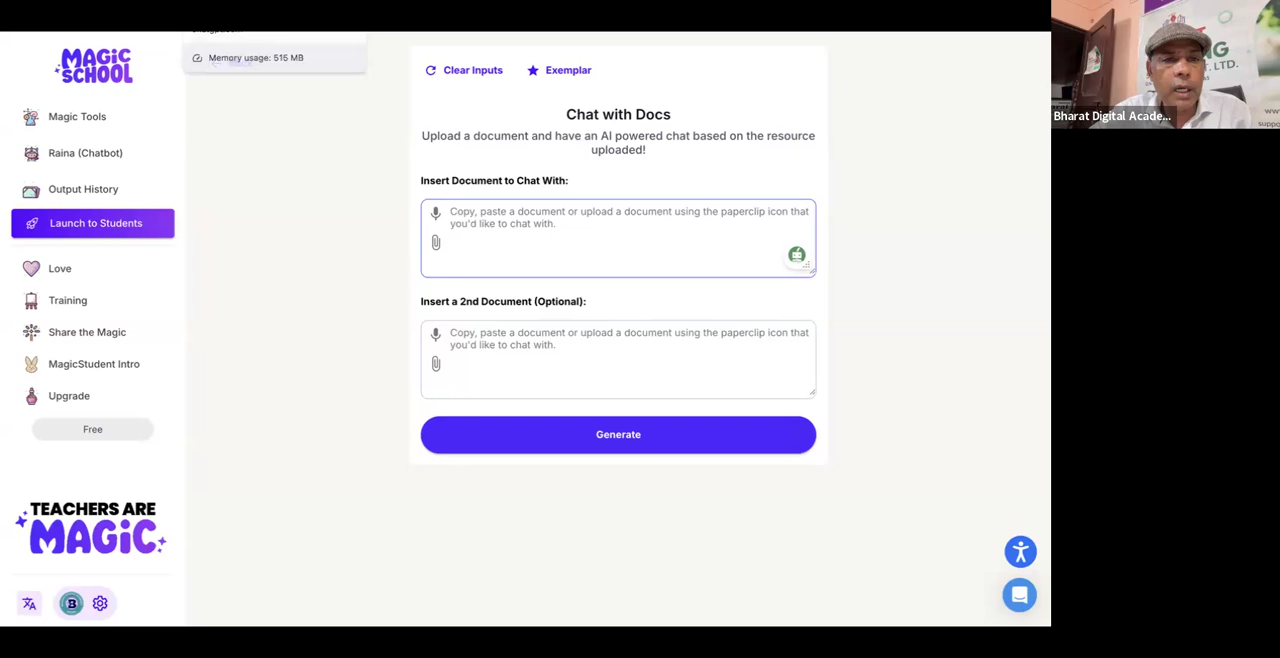 MAGIC
SCHOOL
Magic Tools
Raina (Chatbot)
Output History
Launch to Students
Love
Training
Share the Magic
MagicStudent Intro
Upgrade
Free
TEACHERS ARE
MAGIC
Memory usage: 515 MB
Clear Inputs
Exemplar
Chat with Docs
Upload a document and have an AI powered chat based on the resource
uploaded!
Insert Document to Chat With:
Copy, paste a document or upload a document using the paperclip icon that
you'd like to chat with.
Insert a 2nd Document (Optional):
Copy, paste a document or upload a document using the paperclip icon that
you'd like to chat with.
Generate
T. LTD.
Bharat Digital Acade...